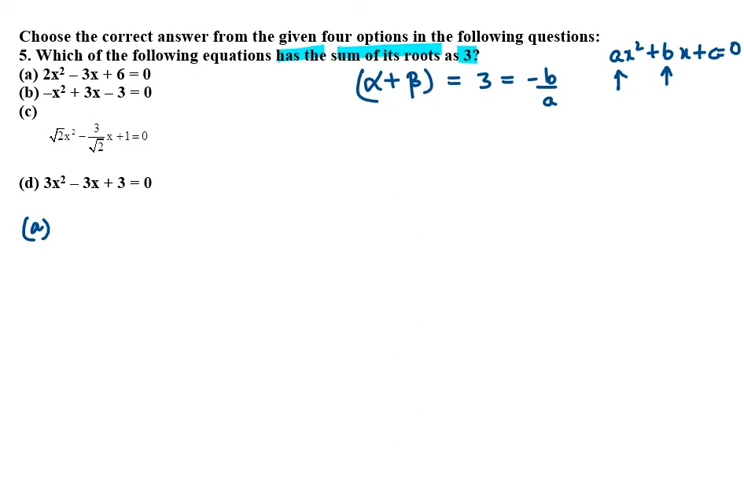 Choose the correct answer from the given four options in the following questions:
5. Which of the following equations has the sum of its roots as 3?
ax² + bx + c = 0
(a) 2x² – 3x + 6 = 0
(α + β) = 3 = -b/a
(b) –x² + 3x – 3 = 0
(c)
√2x² – 3/√2 x + 1 = 0
(d) 3x² – 3x + 3 = 0
(a)